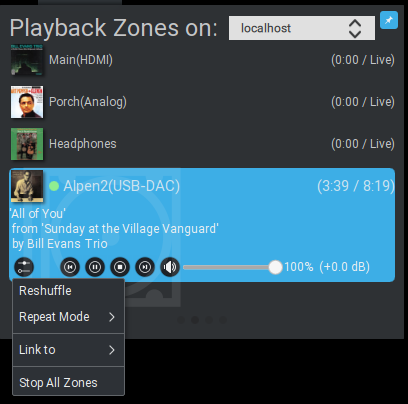 Playback Zones on: localhost
Main(HDMI) (0:00 / Live)
Porch(Analog) (0:00 / Live)
Headphones (0:00 / Live)
Alpen2(USB-DAC) (3:39 / 8:19)
'All of You'
from 'Sunday at the Village Vanguard'
by Bill Evans Trio
100% (+0.0 dB)
Reshuffle
Repeat Mode
Link to
Stop All Zones